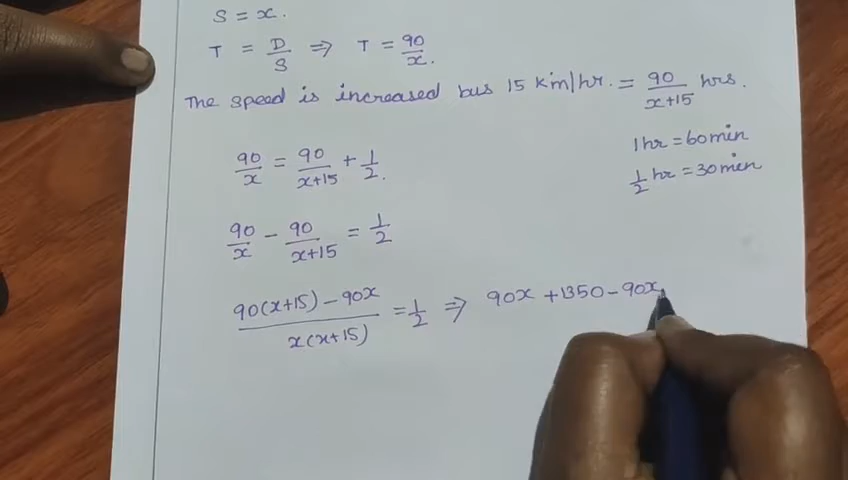 S = x.
T = D/S ⇒ T = 90/x.
The speed is increased bus 15 km/hr. = 90/x+15 hrs.
1 hr = 60 min
1/2 hr = 30 min
90/x = 90/x+15 + 1/2.
90/x - 90/x+15 = 1/2
90(x+15) - 90x / x(x+15) = 1/2 ⇒ 90x + 1350 - 90x